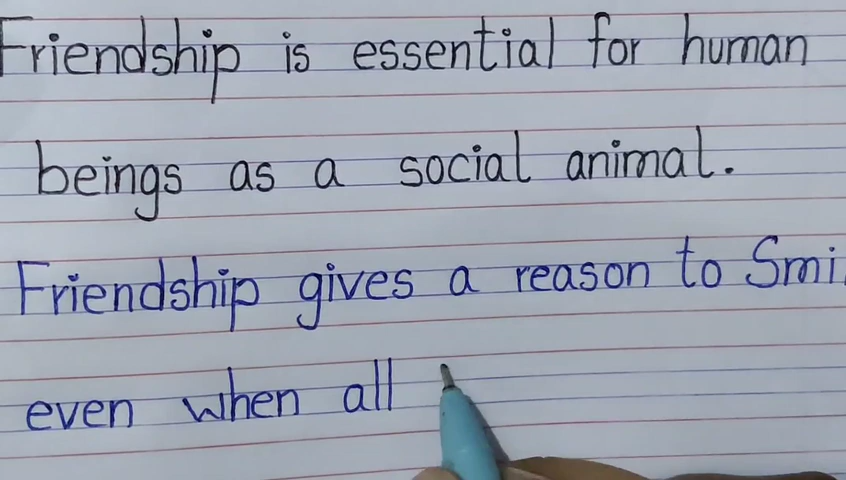 Friendship is essential for human
beings as a social animal.
Friendship gives a reason to Smi
even when all